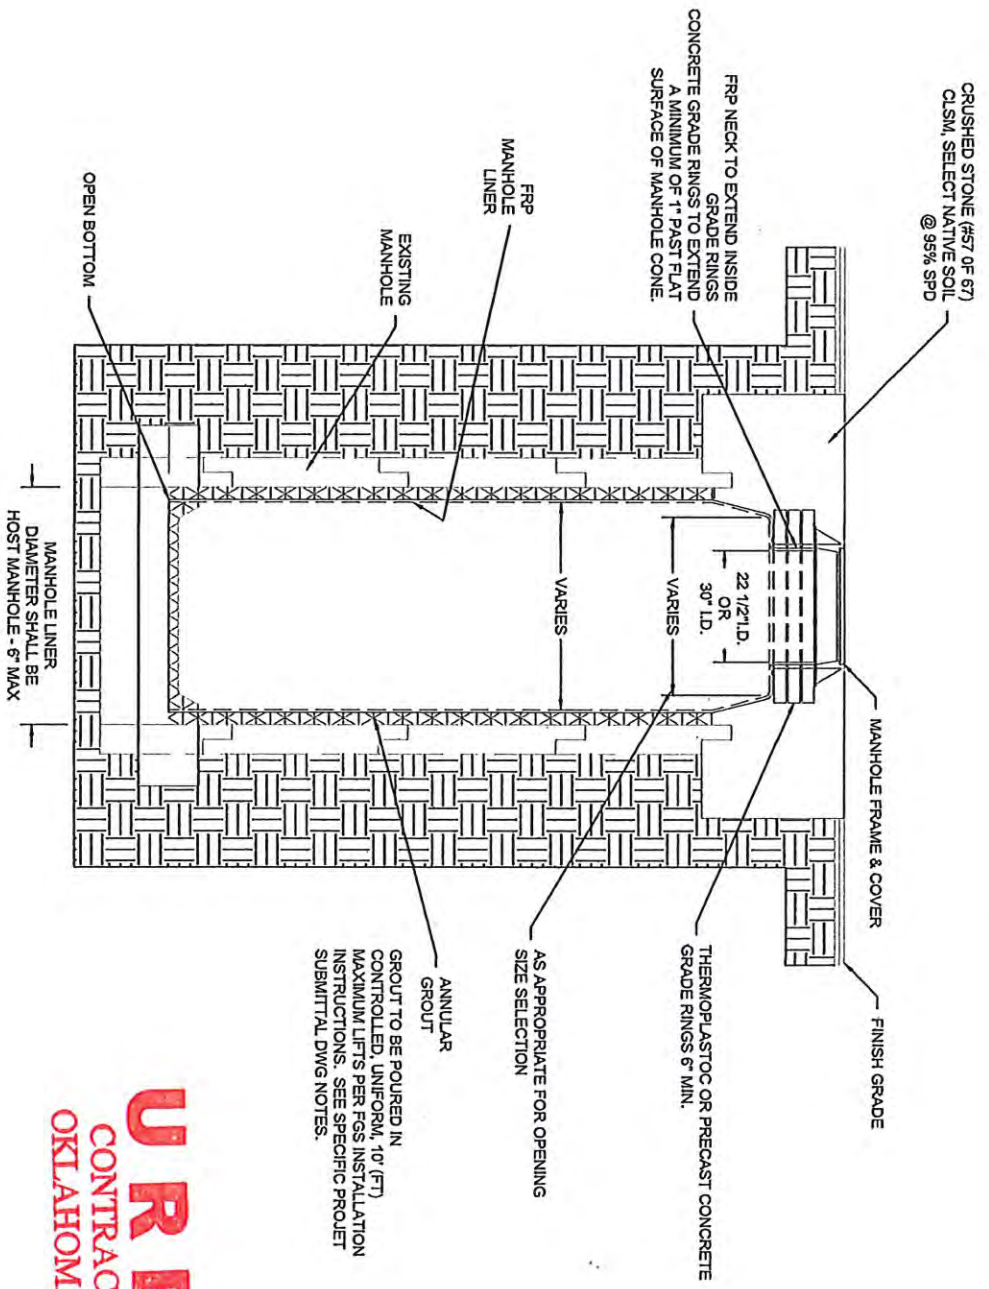 CRUSHED STONE (#57 OF 67)
CLSM, SELECT NATIVE SOIL
@ 95% SPD
FRP NECK TO EXTEND INSIDE
GRADE RINGS
CONCRETE GRADE RINGS TO EXTEND
A MINIMUM OF 1" PAST FLAT
SURFACE OF MANHOLE CONE.
FRP
MANHOLE
LINER
EXISTING
MANHOLE
OPEN BOTTOM
22 1/2"I.D.
OR
30" I.D.
VARIES
VARIES
MANHOLE LINER
DIAMETER SHALL BE
HOST MANHOLE - 6" MAX
MANHOLE FRAME & COVER
FINISH GRADE
THERMOPLASTOC OR PRECAST CONCRETE
GRADE RINGS 6" MIN.
AS APPROPRIATE FOR OPENING
SIZE SELECTION
ANNULAR
GROUT
GROUT TO BE POURED IN
CONTROLLED, UNIFORM, 10' (FT)
MAXIMUM LIFTS PER FGS INSTALLATION
INSTRUCTIONS. SEE SPECIFIC PROJET
SUBMITTAL DWG NOTES.
U R
CONTRAC
OKLAHOM